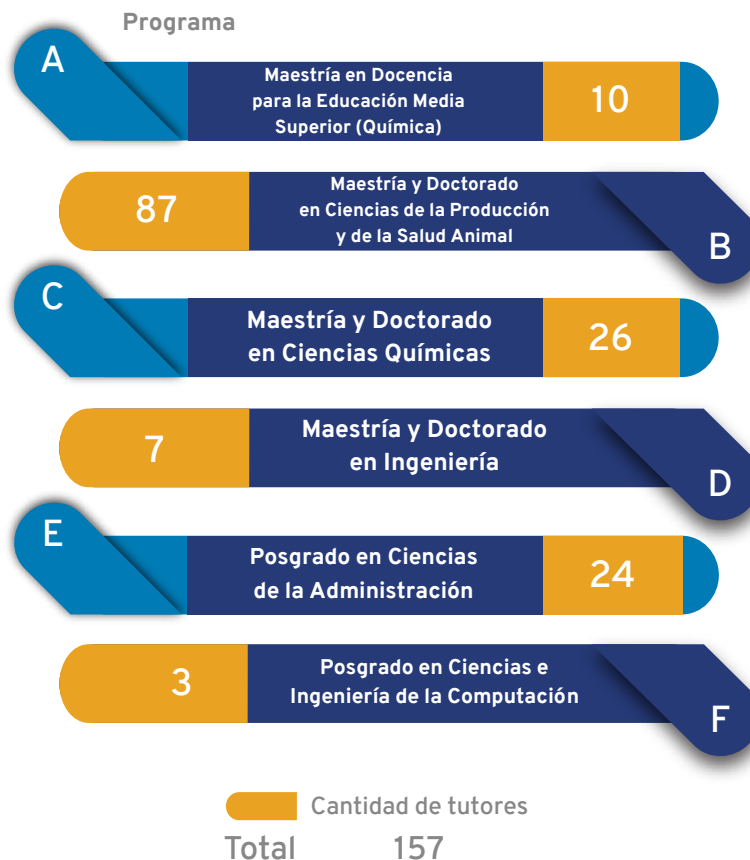 Programa
A
Maestría en Docencia
para la Educación Media
Superior (Química)
10
87
Maestría y Doctorado
en Ciencias de la Producción
y de la Salud Animal
B
C
Maestría y Doctorado
en Ciencias Químicas
26
7
Maestría y Doctorado
en Ingeniería
D
E
Posgrado en Ciencias
de la Administración
24
3
Posgrado en Ciencias e
Ingeniería de la Computación
F
Cantidad de tutores
Total 157